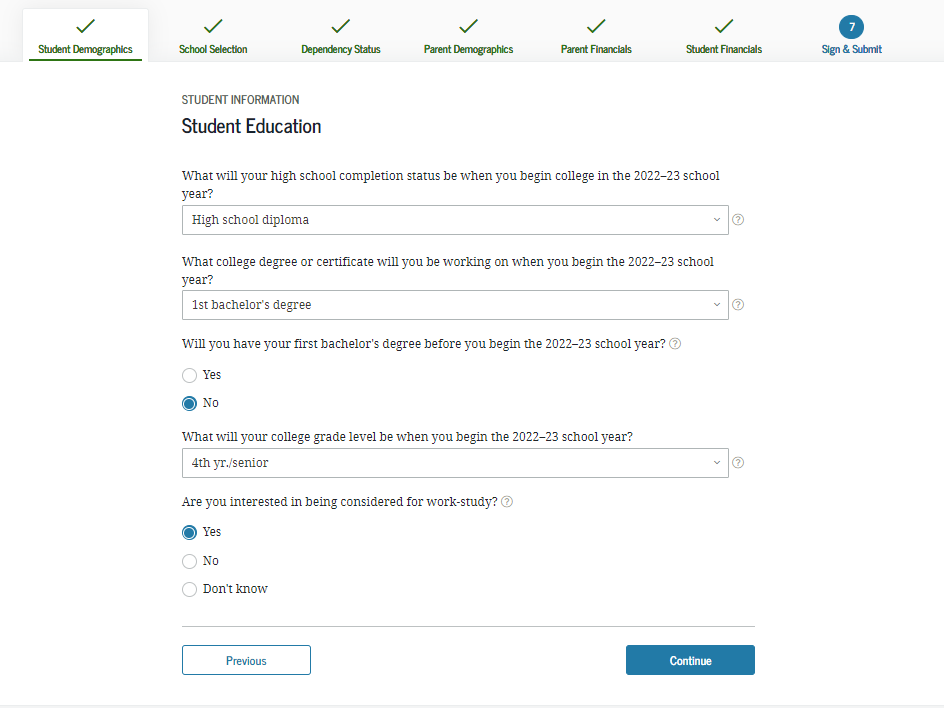 Student Demographics
School Selection
Dependency Status
Parent Demographics
Parent Financials
Student Financials
7
Sign & Submit
STUDENT INFORMATION
Student Education
What will your high school completion status be when you begin college in the 2022–23 school
year?
High school diploma
?
What college degree or certificate will you be working on when you begin the 2022–23 school
year?
1st bachelor's degree
?
Will you have your first bachelor's degree before you begin the 2022–23 school year? ?
Yes
No
What will your college grade level be when you begin the 2022–23 school year?
4th yr./senior
?
Are you interested in being considered for work-study? ?
Yes
No
Don't know
Previous
Continue